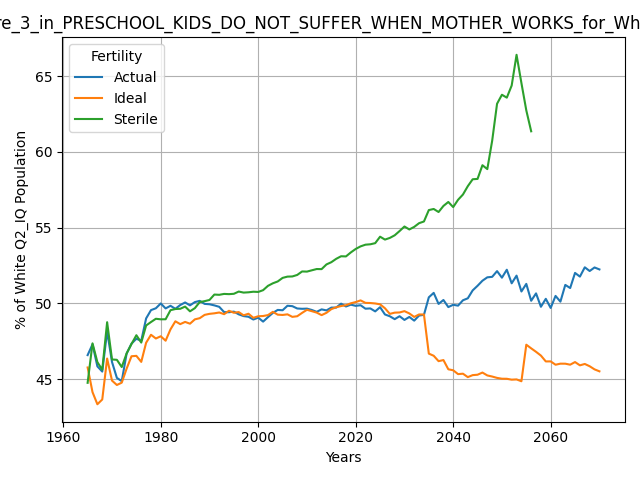 re_3_in_PRESCHOOL_KIDS_DO_NOT_SUFFER_WHEN_MOTHER_WORKS_for_Wh
Fertility
Actual
Ideal
Sterile
% of White Q2_IQ Population
65
60
55
50
45
1960
1980
2000
2020
2040
2060
Years